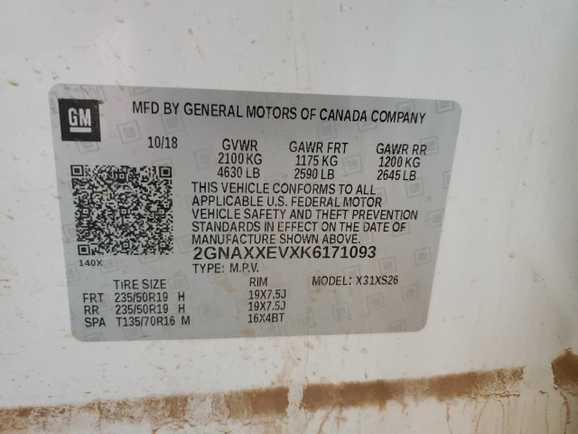 GM
MFD BY GENERAL MOTORS OF CANADA COMPANY
10/18 GVWR GAWR FRT GAWR RR
2100 KG 1175 KG 1200 KG
4630 LB 2590 LB 2645 LB
THIS VEHICLE CONFORMS TO ALL
APPLICABLE U.S. FEDERAL MOTOR
VEHICLE SAFETY AND THEFT PREVENTION
STANDARDS IN EFFECT ON THE DATE OF
MANUFACTURE SHOWN ABOVE.
140X 2GNAXXEVXK6171093
TYPE: M.P.V. MODEL: X31XS26
TIRE SIZE RIM
FRT 235/50R19 H 19X7.5J
RR 235/50R19 H 19X7.5J
SPA T135/70R16 M 16X4BT